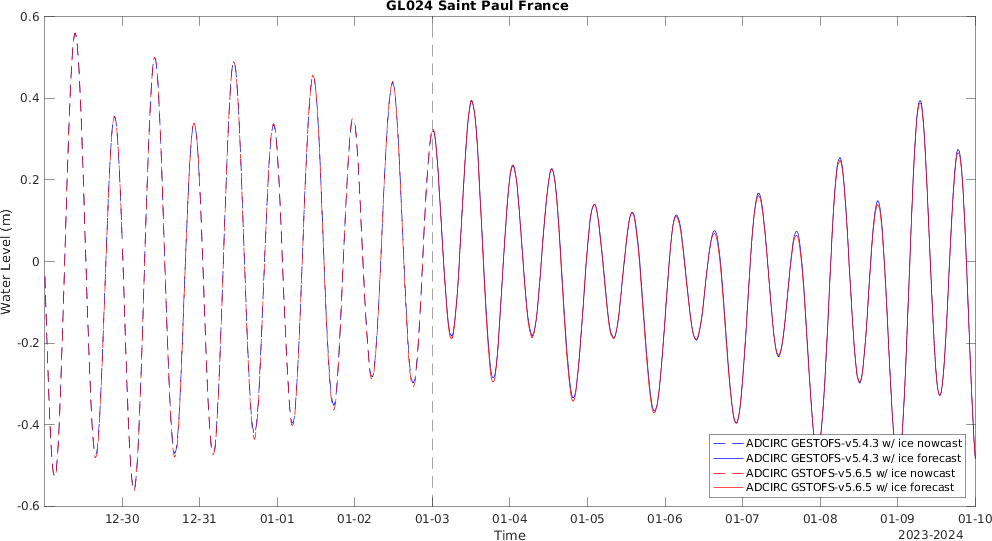 GL024 Saint Paul France
0.6
0.4
0.2
0
-0.2
-0.4
-0.6
Water Level (m)
12-30
12-31
01-01
01-02
01-03
01-04
01-05
01-06
01-07
01-08
01-09
01-10
Time
2023-2024
ADCIRC GESTOFS-v5.4.3 w/ ice nowcast
ADCIRC GESTOFS-v5.4.3 w/ ice forecast
ADCIRC GSTOFS-v5.6.5 w/ ice nowcast
ADCIRC GSTOFS-v5.6.5 w/ ice forecast